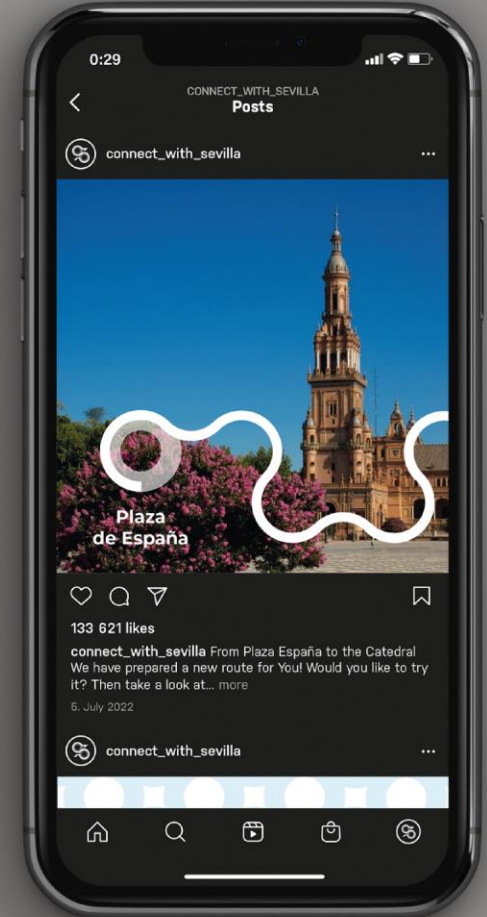 0:29
CONNECT_WITH_SEVILLA
Posts
connect_with_sevilla
Plaza
de España
133 621 likes
connect_with_sevilla From Plaza España to the Catedral
We have prepared a new route for You! Would you like to try
it? Then take a look at... more
5. July 2022
connect_with_sevilla